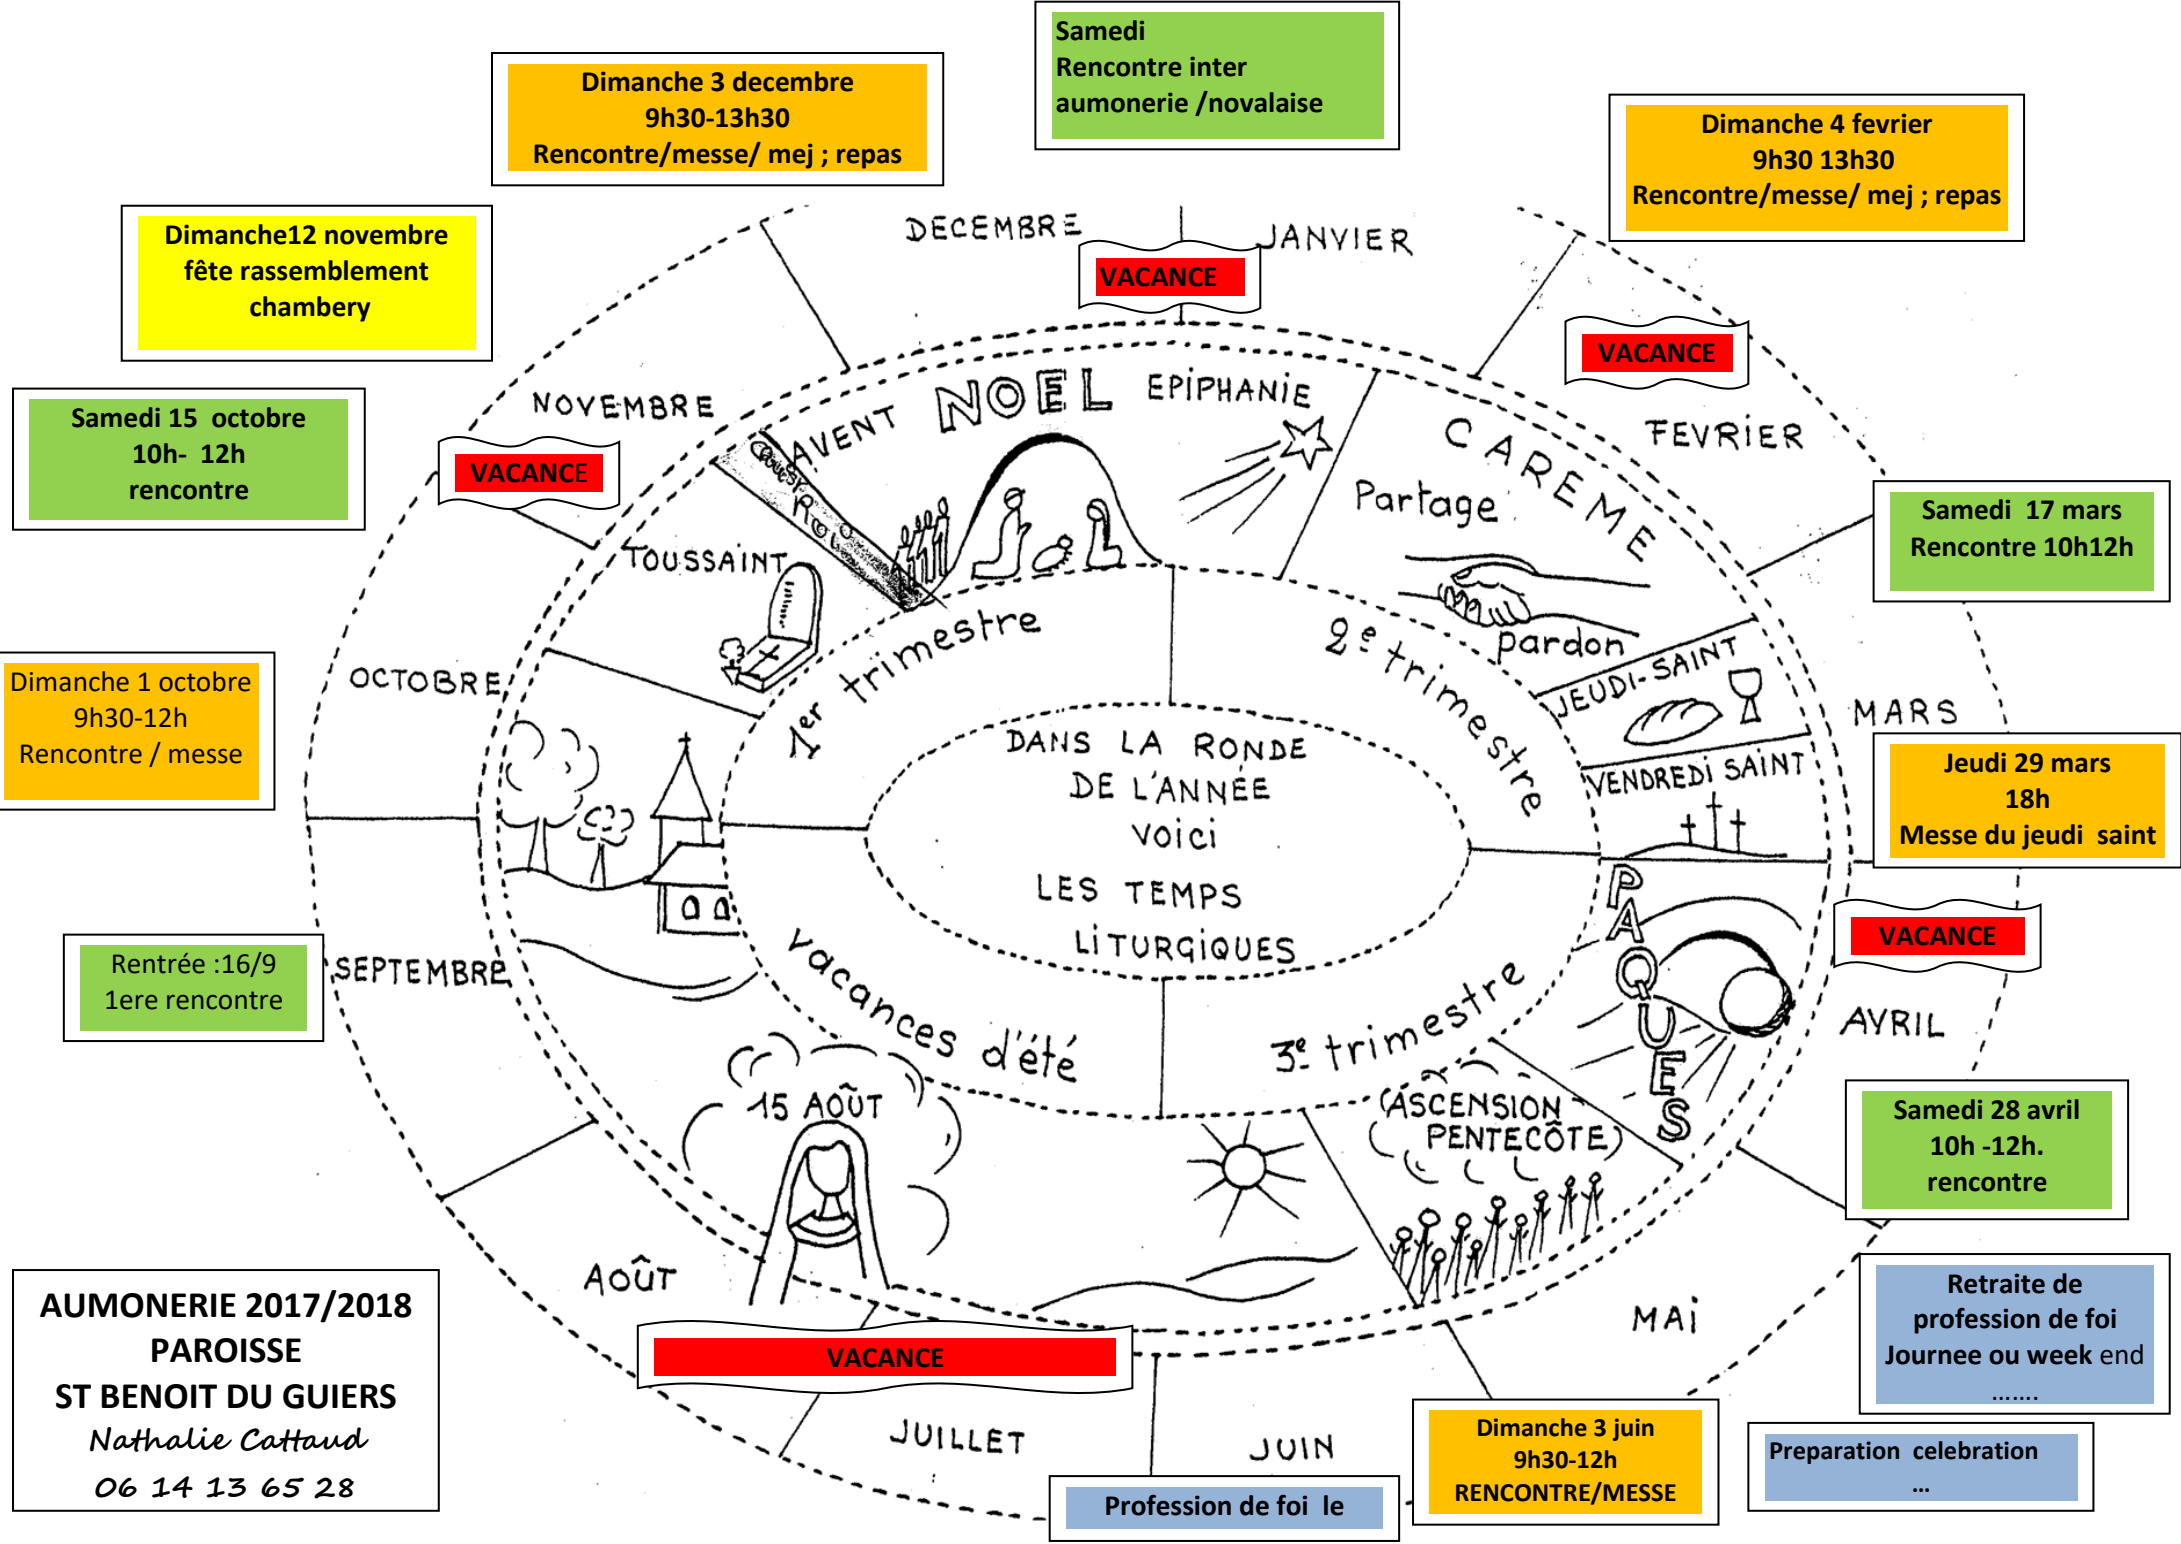 Samedi
Rencontre inter
aumonerie /novalaise
Dimanche 3 decembre
9h30-13h30
Rencontre/messe/ mej ; repas
Dimanche 4 fevrier
9h30 13h30
Rencontre/messe/ mej ; repas
Dimanche12 novembre
fête rassemblement
chambery
DECEMBRE
JANVIER
VACANCE
VACANCE
Samedi 15  octobre
10h-  12h
rencontre
NOVEMBRE
VACANCE
FEVRIER
AVENT
NOEL
EPIPHANIE
CAREME
Partage
pardon
TOUSSAINT
Samedi  17 mars
Rencontre 10h12h
Dimanche 1 octobre
9h30-12h
Rencontre / messe
OCTOBRE
1er trimestre
2e trimestre
JEUDI-SAINT
VENDREDI SAINT
MARS
Jeudi 29 mars
18h
Messe du jeudi  saint
DANS LA RONDE
DE L'ANNÉE
VOICI
LES TEMPS
LITURGIQUES
PAQUES
VACANCE
Rentrée :16/9
1ere rencontre
SEPTEMBRE
vacances d'été
3e trimestre
AVRIL
15 AOÛT
(ASCENSION
PENTECÔTE)
Samedi 28 avril
10h -12h.
rencontre
AOÛT
MAI
Retraite de
profession de foi
Journee ou week end
…….
AUMONERIE 2017/2018
PAROISSE
ST BENOIT DU GUIERS
Nathalie Cattaud
06 14 13 65 28
VACANCE
JUILLET
JUIN
Dimanche 3 juin
9h30-12h
RENCONTRE/MESSE
Preparation  celebration
…
Profession de foi  le